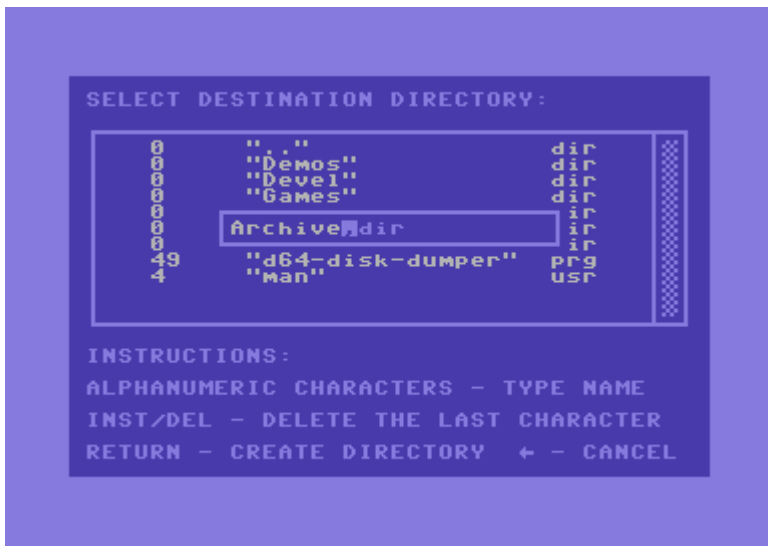 SELECT DESTINATION DIRECTORY:
0 ".." dir
0 "Demos" dir
0 "Devel" dir
0 "Games" dir
0 ir
0 Archive,dir ir
0 ir
49 "d64-disk-dumper" prg
4 "man" usr
INSTRUCTIONS:
ALPHANUMERIC CHARACTERS - TYPE NAME
INST/DEL - DELETE THE LAST CHARACTER
RETURN - CREATE DIRECTORY ← - CANCEL